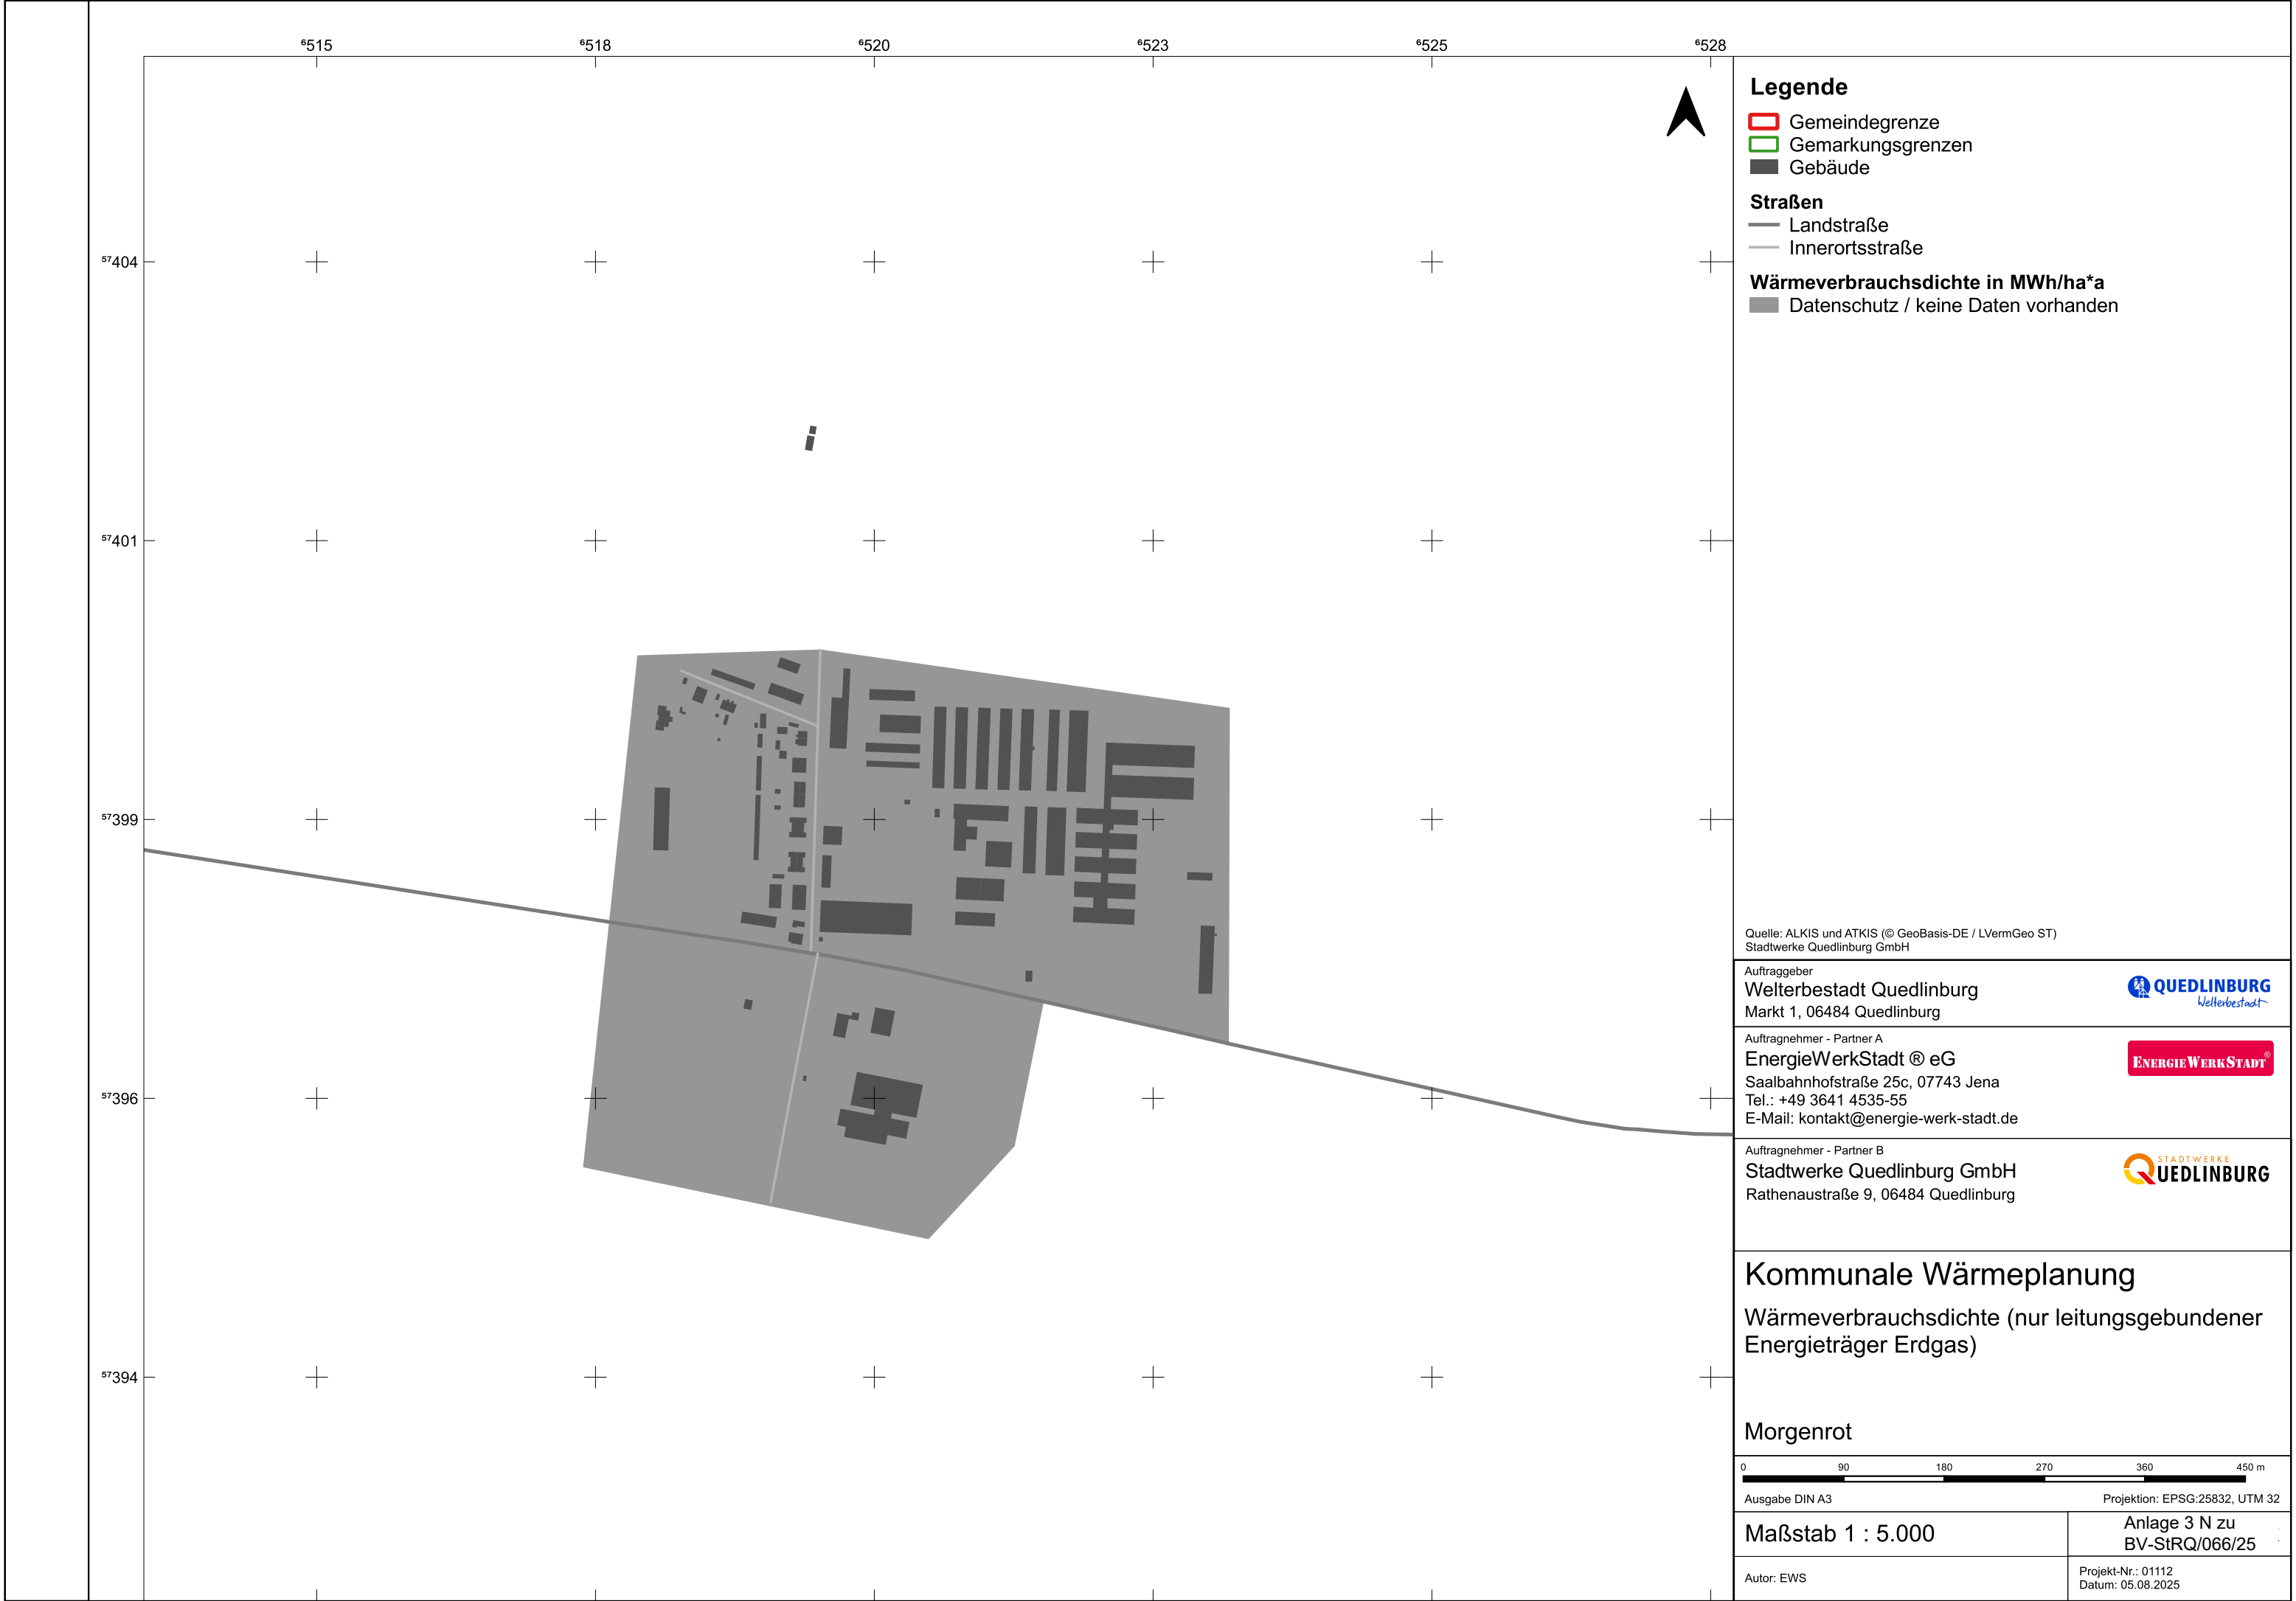 ⁶515 ⁶518 ⁶520 ⁶523 ⁶525 ⁶528
⁵⁷404
⁵⁷401
⁵⁷399
⁵⁷396
⁵⁷394
Legende
Gemeindegrenze
Gemarkungsgrenzen
Gebäude
Straßen
Landstraße
Innerortsstraße
Wärmeverbrauchsdichte in MWh/ha*a
Datenschutz / keine Daten vorhanden
Quelle: ALKIS und ATKIS (© GeoBasis-DE / LVermGeo ST)
Stadtwerke Quedlinburg GmbH
Auftraggeber
Welterbestadt Quedlinburg
Markt 1, 06484 Quedlinburg
QUEDLINBURG
Welterbestadt
Auftragnehmer - Partner A
EnergieWerkStadt ® eG
Saalbahnhofstraße 25c, 07743 Jena
Tel.: +49 3641 4535-55
E-Mail: kontakt@energie-werk-stadt.de
ENERGIEWERKSTADT®
Auftragnehmer - Partner B
Stadtwerke Quedlinburg GmbH
Rathenaustraße 9, 06484 Quedlinburg
STADTWERKE
QUEDLINBURG
Kommunale Wärmeplanung
Wärmeverbrauchsdichte (nur leitungsgebundener
Energieträger Erdgas)
Morgenrot
0 90 180 270 360 450 m
Ausgabe DIN A3 Projektion: EPSG:25832, UTM 32
Maßstab 1 : 5.000
Anlage 3 N zu
BV-StRQ/066/25
Autor: EWS
Projekt-Nr.: 01112
Datum: 05.08.2025